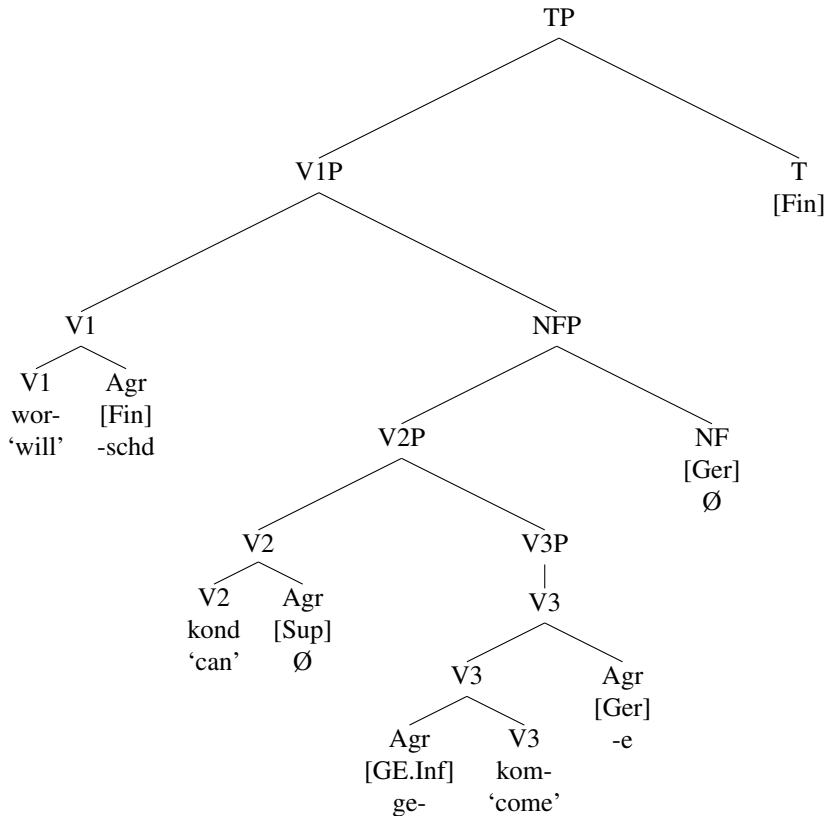 TP
V1P T
[Fin]
V1 NFP
V1 Agr
wor- [Fin]
‘will’ -schd
V2P NF
[Ger]
Ø
V2 V3P
V2 Agr V3
kond [Sup]
‘can’ Ø
V3 Agr
[Ger]
-e
Agr V3
[GE.Inf] kom-
ge- ‘come’